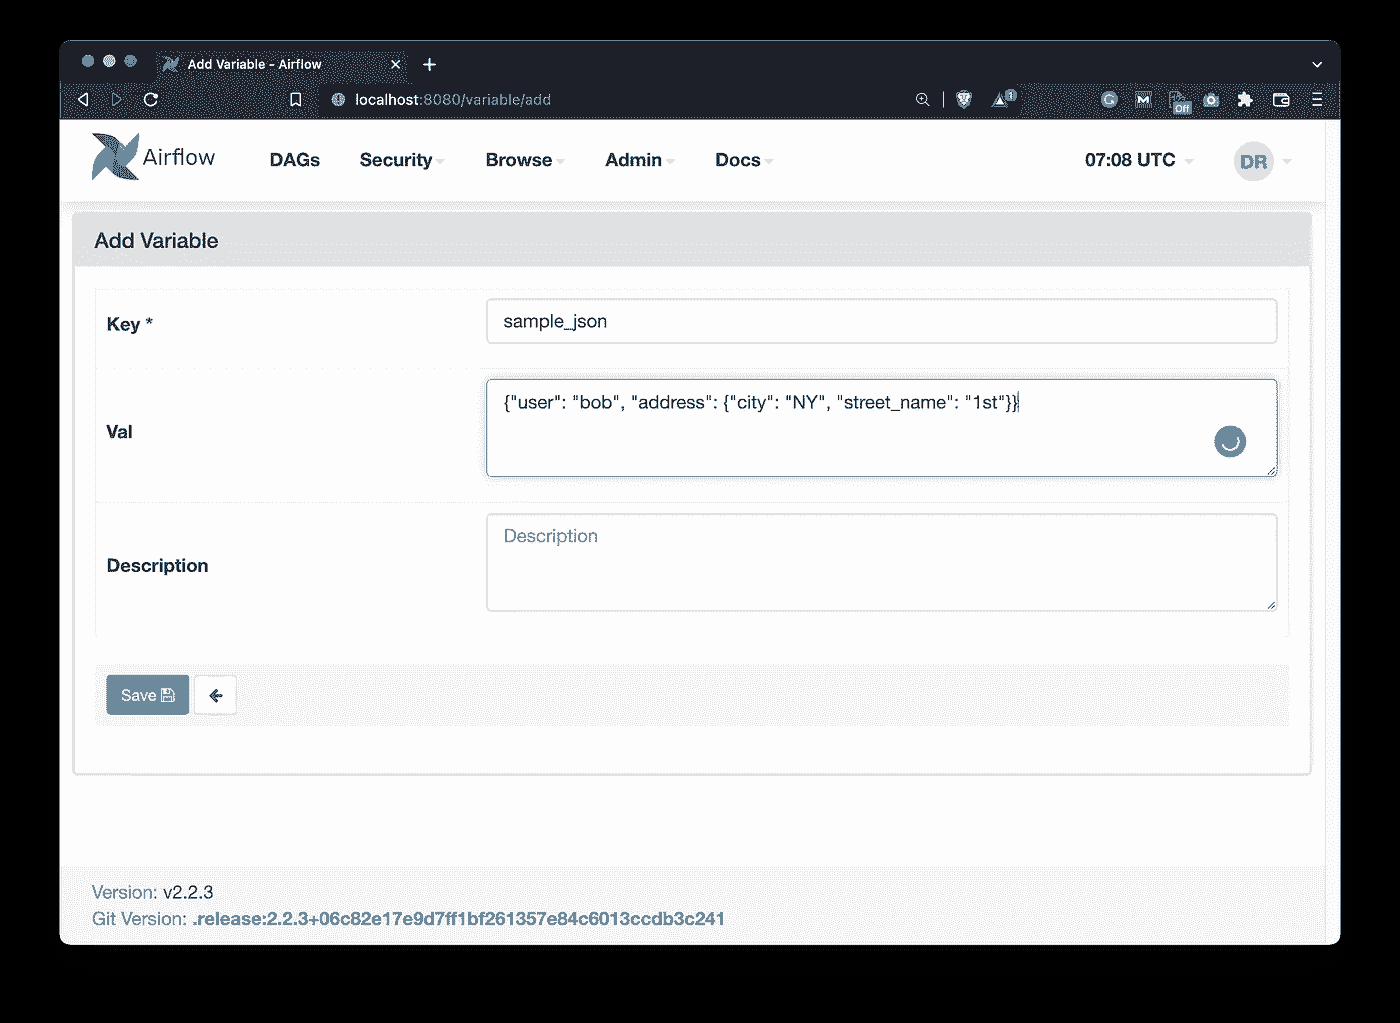 Add Variable - Airflow
localhost:8080/variable/add
1
G
M
Off
Airflow
DAGs
Security
Browse
Admin
Docs
07:08 UTC
DR
Add Variable
Key *
sample_json
Val
{"user": "bob", "address": {"city": "NY", "street_name": "1st"}}
Description
Description
Save
Version: v2.2.3
Git Version: .release:2.2.3+06c82e17e9d7ff1bf261357e84c6013ccdb3c241